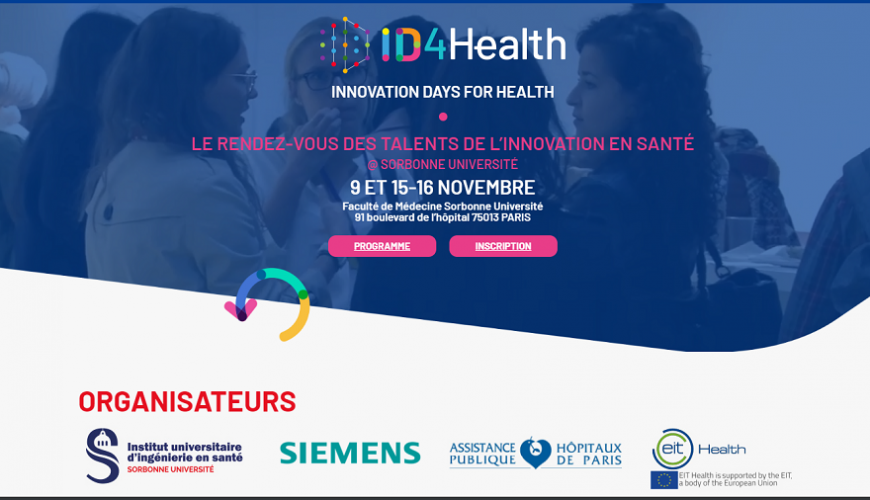 ID4Health
INNOVATION DAYS FOR HEALTH
LE RENDEZ-VOUS DES TALENTS DE L'INNOVATION EN SANTÉ
@ SORBONNE UNIVERSITÉ
9 ET 15-16 NOVEMBRE
Faculté de Médecine Sorbonne Université
91 boulevard de l'hôpital 75013 PARIS
PROGRAMME INSCRIPTION
ORGANISATEURS
Institut universitaire
d'ingénierie en santé
SORBONNE UNIVERSITÉ
SIEMENS
ASSISTANCE HÔPITAUX
PUBLIQUE DE PARIS
eit Health
EIT Health is supported by the EIT,
a body of the European Union